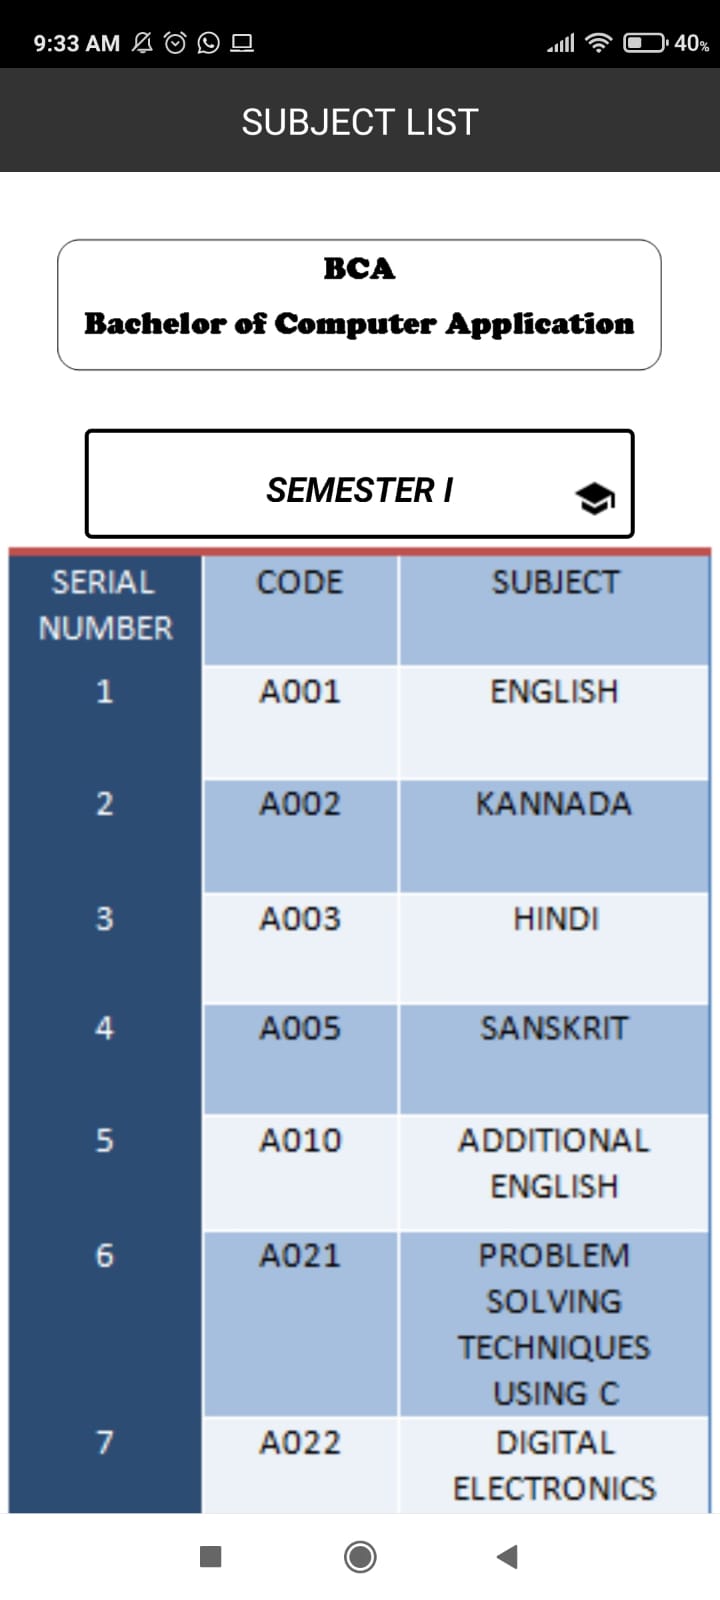 9:33 AM 40%
SUBJECT LIST
BCA
Bachelor of Computer Application
SEMESTER I
SERIAL NUMBER CODE SUBJECT
1 A001 ENGLISH
2 A002 KANNADA
3 A003 HINDI
4 A005 SANSKRIT
5 A010 ADDITIONAL
ENGLISH
6 A021 PROBLEM
SOLVING
TECHNIQUES
USING C
7 A022 DIGITAL
ELECTRONICS